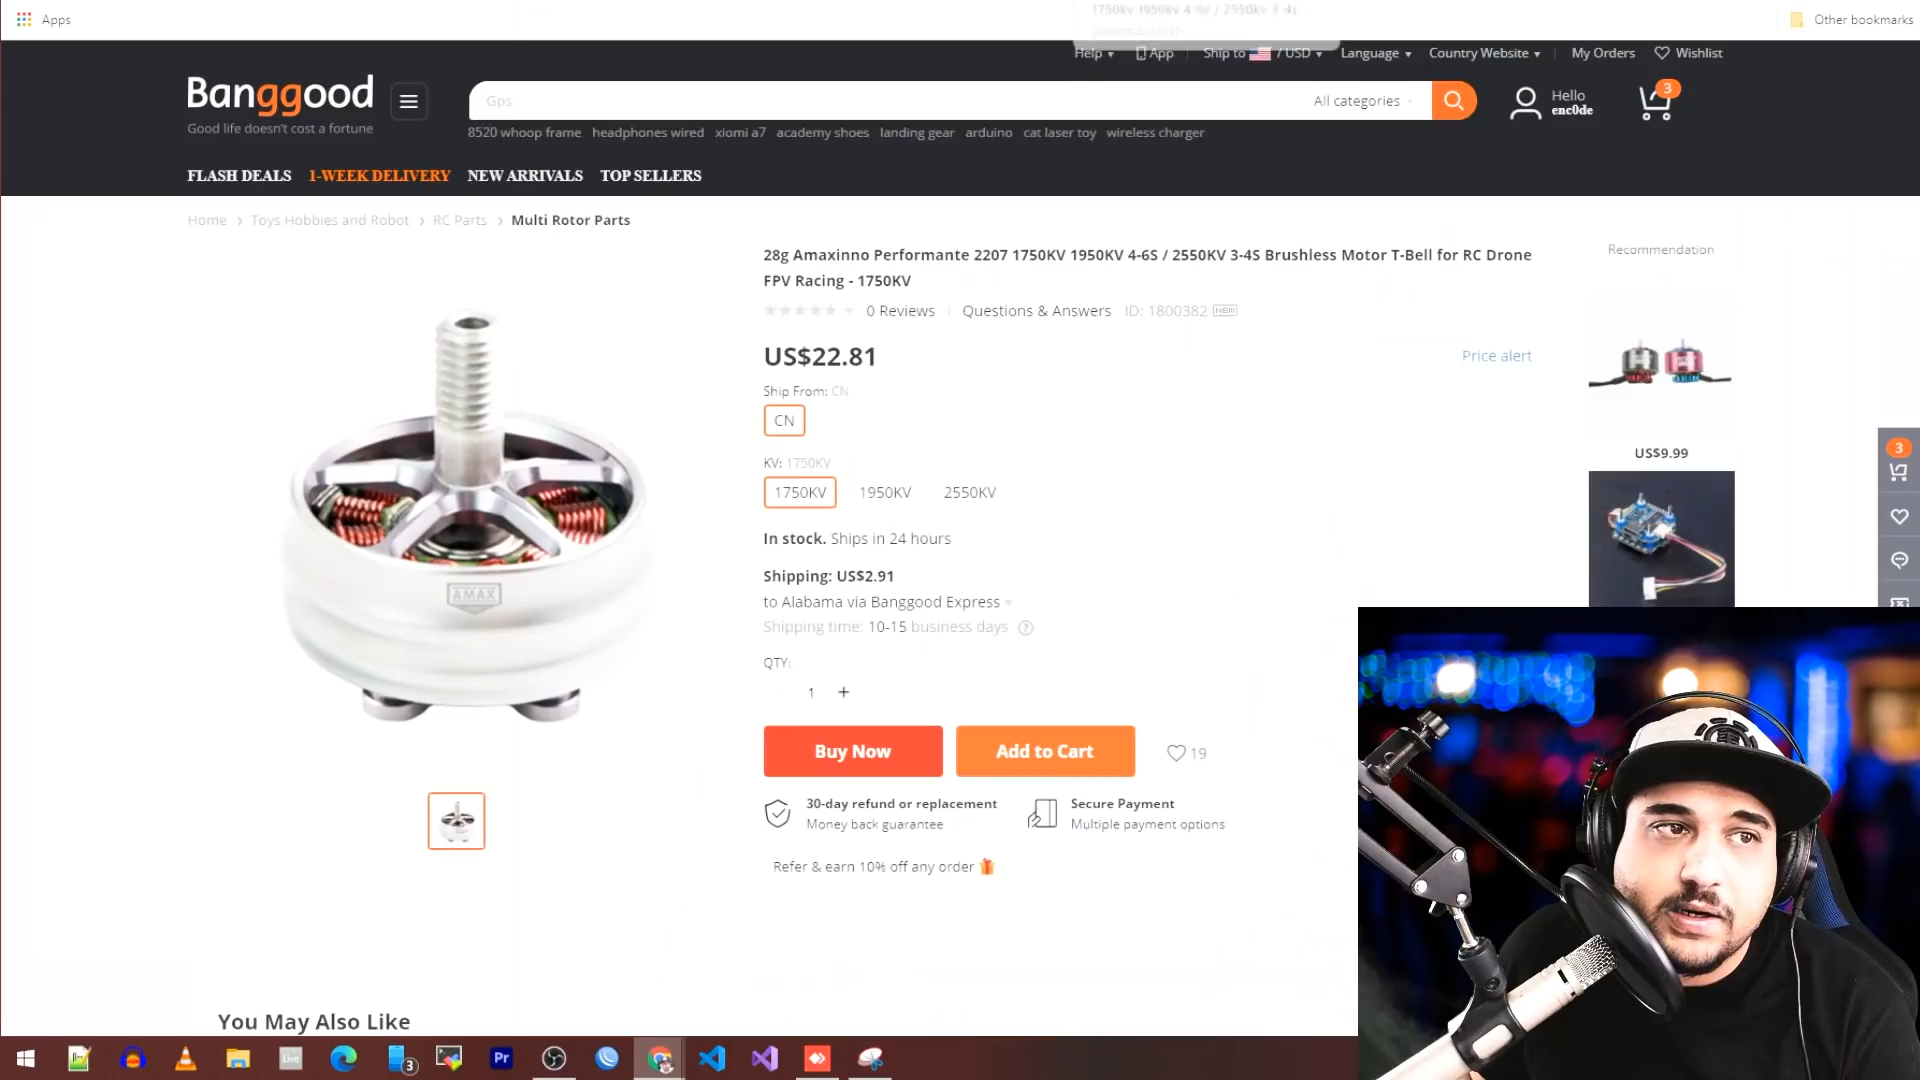 Apps
Other bookmarks
Help
App
Ship to
/ USD
Language
Country Website
My Orders
Wishlist
Banggood
Good life doesn't cost a fortune
Gps
All categories
Hello
enc0de
3
8520 whoop frame headphones wired xiomi a7 academy shoes landing gear arduino cat laser toy wireless charger
FLASH DEALS 1-WEEK DELIVERY NEW ARRIVALS TOP SELLERS
Home > Toys Hobbies and Robot > RC Parts > Multi Rotor Parts
28g Amaxinno Performante 2207 1750KV 1950KV 4-6S / 2550KV 3-4S Brushless Motor T-Bell for RC Drone
FPV Racing - 1750KV
0 Reviews
Questions & Answers
ID: 1800382
NEW
US$22.81
Price alert
Ship From: CN
CN
KV: 1750KV
1750KV 1950KV 2550KV
In stock. Ships in 24 hours
Shipping: US$2.91
to Alabama via Banggood Express
Shipping time: 10-15 business days
QTY:
1 +
Buy Now
Add to Cart
19
30-day refund or replacement
Money back guarantee
Secure Payment
Multiple payment options
Refer & earn 10% off any order
Recommendation
US$9.99
3
AMAX
You May Also Like
Live
3
Pr